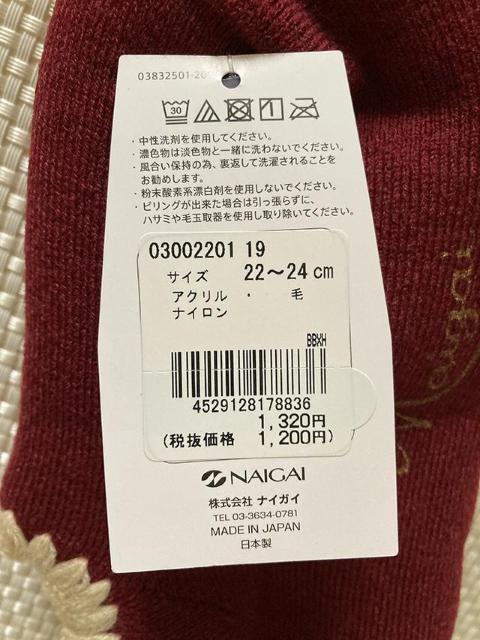 03832501-20
30
・中性洗剤を使用してください。
・濃色物は淡色物と一緒に洗わないでください。
・風合い保持の為、裏返して洗濯されることを
お勧めします。
・粉末酸素系漂白剤を使用しないでください。
・ピリングが出来た場合は引っ張らずに、
ハサミや毛玉取器を使用し取り除いてください。
03002201 19
サイズ 22～24cm
アクリル ・ 毛
ナイロン
BBXH
4529128178836
1,320円
(税抜価格 1,200円)
NAIGAI
株式会社 ナイガイ
TEL 03-3634-0781
MADE IN JAPAN
日本製